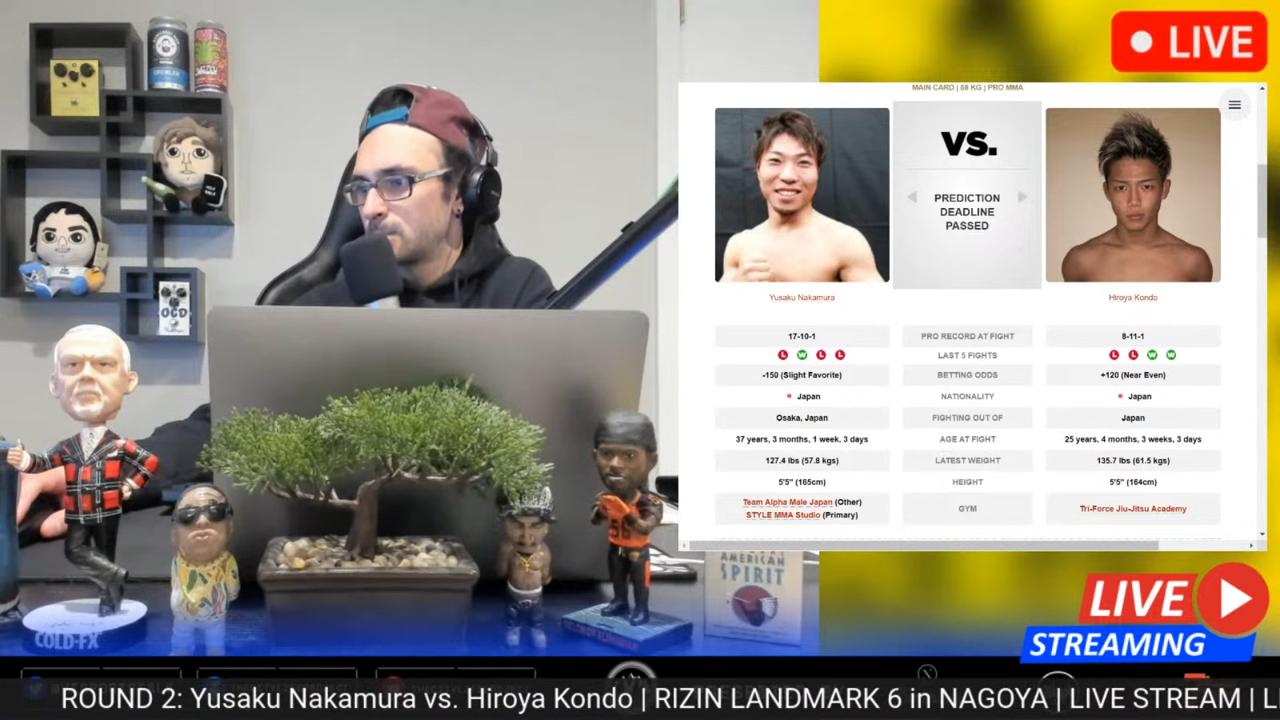 LIVE
MAIN CARD | 58 KG | PRO MMA
VS.
PREDICTION
DEADLINE
PASSED
Yusaku Nakamura
Hiroya Kondo
17-10-1 PRO RECORD AT FIGHT 8-11-1
L W L L LAST 5 FIGHTS L L W W
-150 (Slight Favorite) BETTING ODDS +120 (Near Even)
Japan NATIONALITY Japan
Osaka, Japan FIGHTING OUT OF Japan
37 years, 3 months, 1 week, 3 days AGE AT FIGHT 25 years, 4 months, 3 weeks, 3 days
127.4 lbs (57.8 kgs) LATEST WEIGHT 135.7 lbs (61.5 kgs)
5'5" (165cm) HEIGHT 5'5" (164cm)
Team Alpha Male Japan (Other)
STYLE MMA Studio (Primary)
GYM
Tri-Force Jiu-Jitsu Academy
OCD
AMERICAN
SPIRIT
COLD-FX
LIVE
STREAMING
ROUND 2: Yusaku Nakamura vs. Hiroya Kondo | RIZIN LANDMARK 6 in NAGOYA | LIVE STREAM | L